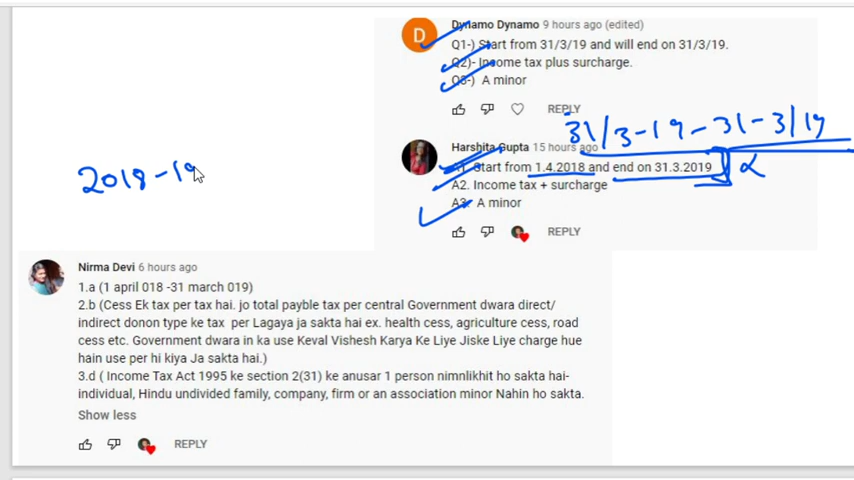 Dynamo Dynamo 9 hours ago (edited)
Q1-) Start from 31/3/19 and will end on 31/3/19.
Q2)- Income tax plus surcharge.
Q3-) A minor
REPLY
31/3-19-31-3/19
Harshita Gupta 15 hours ago
A1. Start from 1.4.2018 and end on 31.3.2019
A2. Income tax + surcharge
A3. A minor
REPLY
2018-19
Nirma Devi 6 hours ago
1.a (1 april 018 -31 march 019)
2.b (Cess Ek tax per tax hai. jo total payble tax per central Government dwara direct/
indirect donon type ke tax per Lagaya ja sakta hai ex. health cess, agriculture cess, road
cess etc. Government dwara in ka use Keval Vishesh Karya Ke Liye Jiske Liye charge hue
hain use per hi kiya Ja sakta hai.)
3.d ( Income Tax Act 1995 ke section 2(31) ke anusar 1 person nimnlikhit ho sakta hai-
individual, Hindu undivided family, company, firm or an association minor Nahin ho sakta.
Show less
REPLY